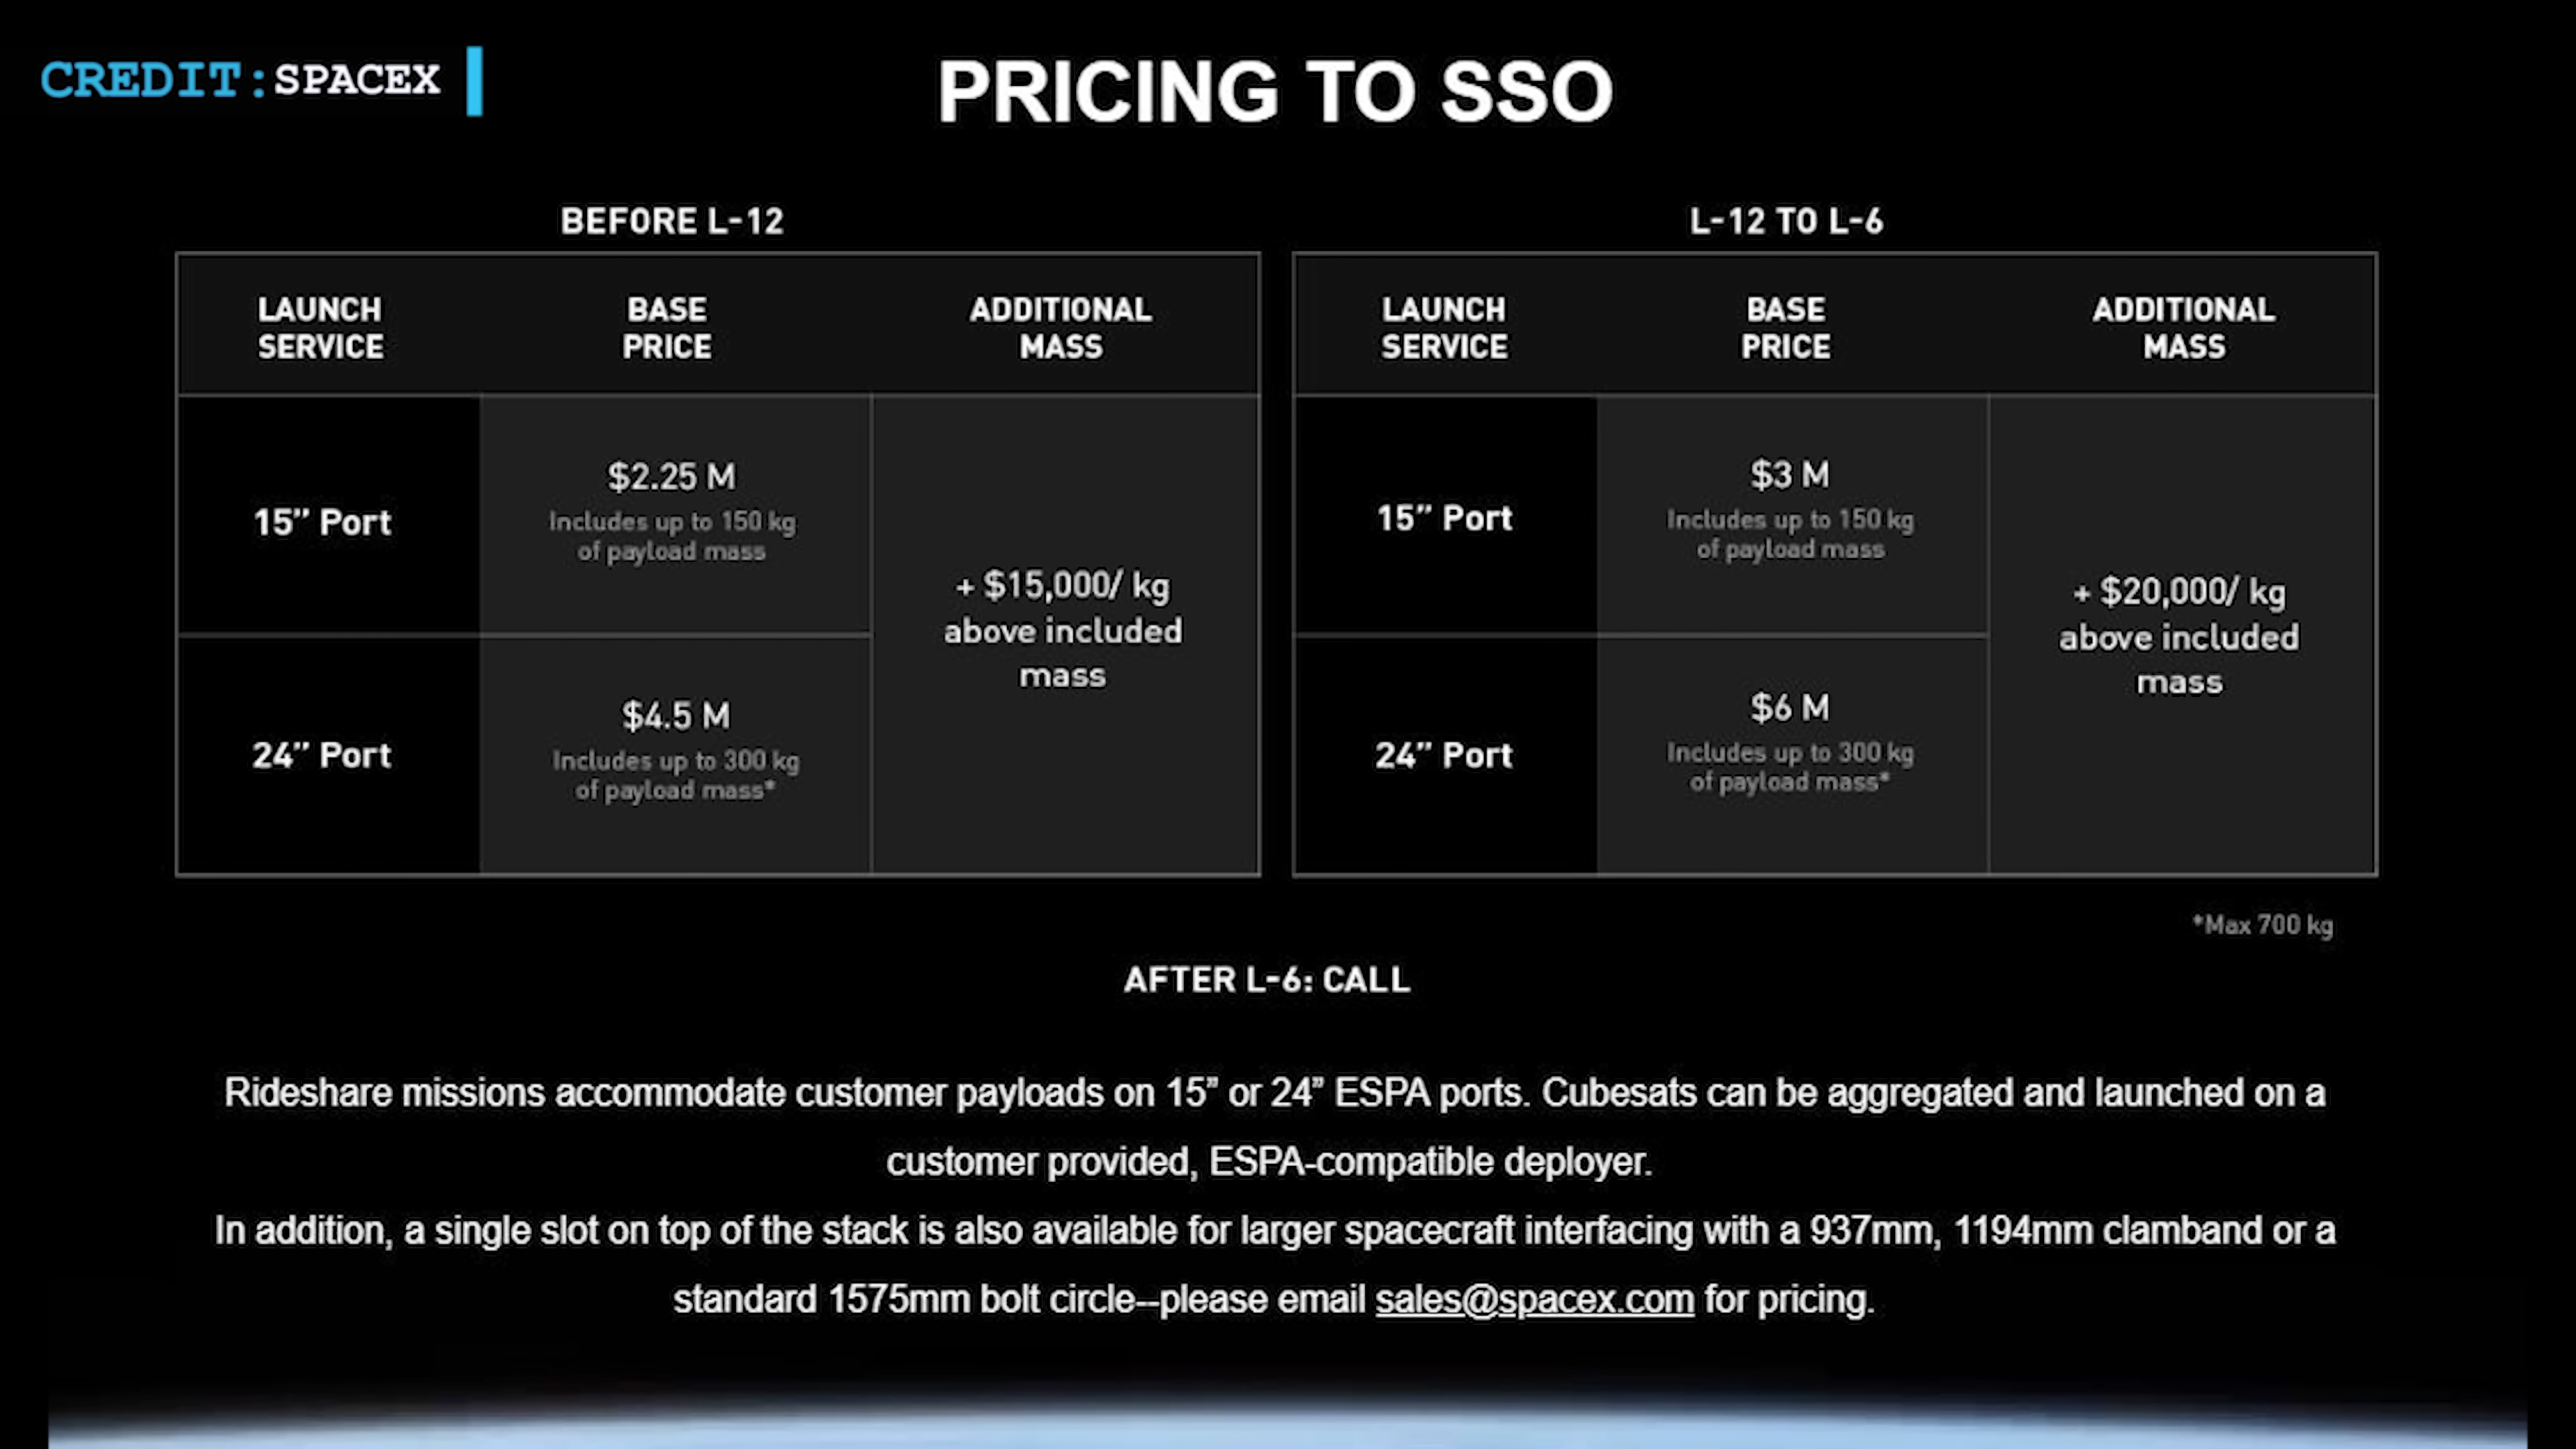 CREDIT:SPACEX
PRICING TO SSO
BEFORE L-12
LAUNCH
SERVICE
BASE
PRICE
ADDITIONAL
MASS
15” Port
$2.25 M
Includes up to 150 kg
of payload mass
24” Port
$4.5 M
Includes up to 300 kg
of payload mass*
+ $15,000/ kg
above included
mass
L-12 TO L-6
LAUNCH
SERVICE
BASE
PRICE
ADDITIONAL
MASS
15” Port
$3 M
Includes up to 150 kg
of payload mass
24” Port
$6 M
Includes up to 300 kg
of payload mass*
+ $20,000/ kg
above included
mass
*Max 700 kg
AFTER L-6: CALL
Rideshare missions accommodate customer payloads on 15” or 24” ESPA ports. Cubesats can be aggregated and launched on a
customer provided, ESPA-compatible deployer.
In addition, a single slot on top of the stack is also available for larger spacecraft interfacing with a 937mm, 1194mm clamband or a
standard 1575mm bolt circle--please email sales@spacex.com for pricing.